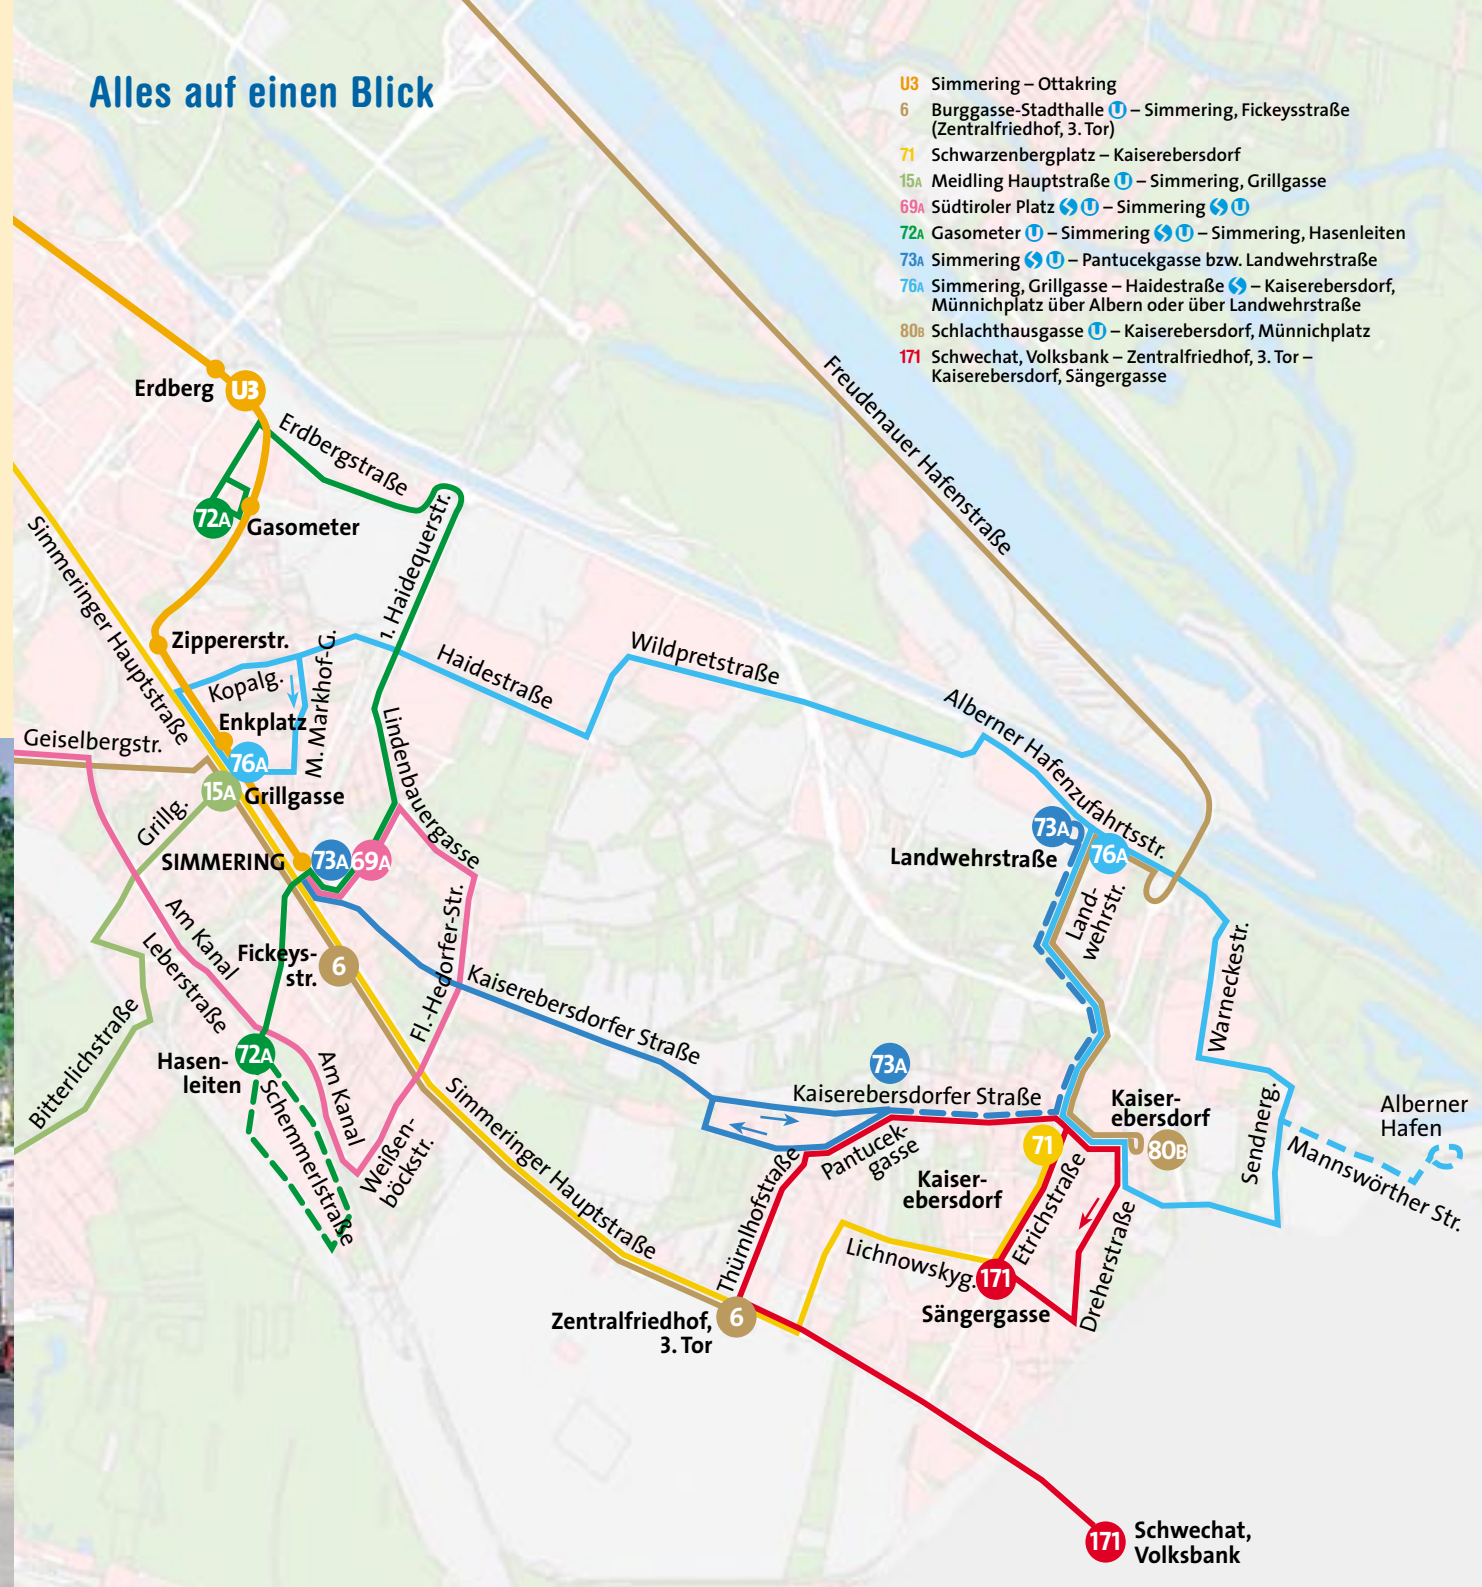 Alles auf einen Blick
U3 Simmering – Ottakring
6 Burggasse-Stadthalle U – Simmering, Fickeysstraße
(Zentralfriedhof, 3. Tor)
71 Schwarzenbergplatz – Kaiserebersdorf
15A Meidling Hauptstraße U – Simmering, Grillgasse
69A Südtiroler Platz S U – Simmering S U
72A Gasometer U – Simmering S U – Simmering, Hasenleiten
73A Simmering S U – Pantucekgasse bzw. Landwehrstraße
76A Simmering, Grillgasse – Haidestraße S – Kaiserebersdorf,
Münnichplatz über Albern oder über Landwehrstraße
80B Schlachthausgasse U – Kaiserebersdorf, Münnichplatz
171 Schwechat, Volksbank – Zentralfriedhof, 3. Tor –
Kaiserebersdorf, Sängergasse
Freudenauer Hafenstraße
Erdberg
U3
Erdbergstraße
72A
Gasometer
1. Haidequerstr.
Simmeringer Hauptstraße
Zippererstr.
Kopalg.
M. Markhof-G.
Haidestraße
Wildpretstraße
Alberner Hafenzufahrtsstr.
Enkplatz
Geiselbergstr.
76A
15A
Grillgasse
Grillg.
Lindenbauergasse
SIMMERING
73A
69A
73A
Landwehrstraße
76A
Land-
wehrstr.
Am Kanal
Leberstraße
Fickeys-
str.
6
Fl.-Hedorfer-Str.
Kaiserebersdorfer Straße
Warneckestr.
Bitterlichstraße
Hasen-
leiten
72A
Am Kanal
Schemmerlstraße
Weißen-
böckstr.
Simmeringer Hauptstraße
73A
Kaiserebersdorfer Straße
Kaiser-
ebersdorf
80B
71
Pantucek-
gasse
Kaiser-
ebersdorf
Thürnlhofstraße
Etrichstraße
Dreherstraße
Sendnerg.
Alberner
Hafen
Mannswörther Str.
Lichnowskyg.
171
Sängergasse
Zentralfriedhof,
3. Tor
6
171
Schwechat,
Volksbank